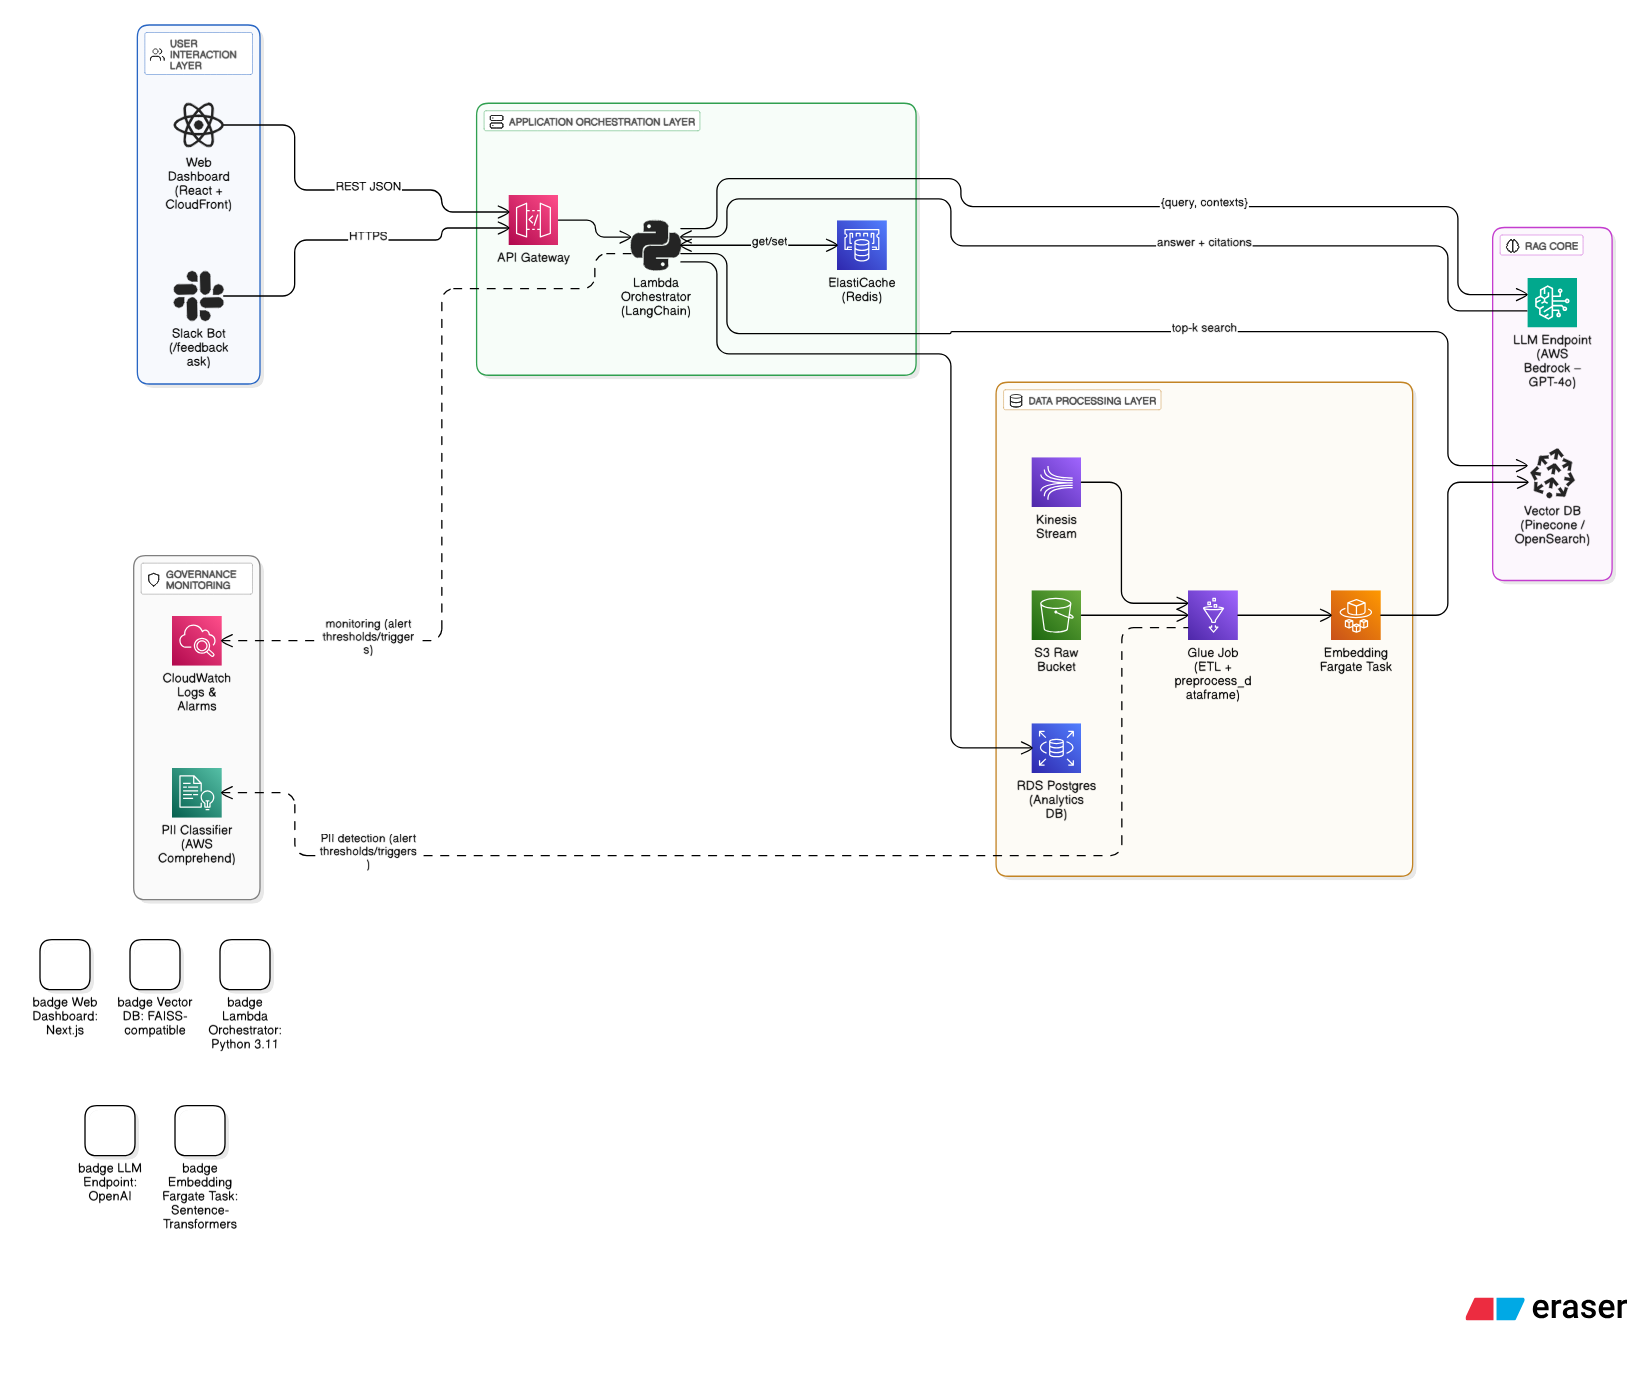 USER
INTERACTION
LAYER
Web
Dashboard
(React +
CloudFront)
Slack Bot
(/feedback
ask)
REST JSON
HTTPS
APPLICATION ORCHESTRATION LAYER
API Gateway
Lambda
Orchestrator
(LangChain)
get/set
ElastiCache
(Redis)
{query, contexts}
answer + citations
top-k search
RAG CORE
LLM Endpoint
(AWS
Bedrock –
GPT-4o)
Vector DB
(Pinecone /
OpenSearch)
DATA PROCESSING LAYER
Kinesis
Stream
S3 Raw
Bucket
Glue Job
(ETL +
preprocess_d
ataframe)
Embedding
Fargate Task
RDS Postgres
(Analytics
DB)
GOVERNANCE
MONITORING
CloudWatch
Logs &
Alarms
monitoring (alert
thresholds/trigger
s)
PII Classifier
(AWS
Comprehend)
PII detection (alert
thresholds/triggers
)
badge Web
Dashboard:
Next.js
badge Vector
DB: FAISS-
compatible
badge
Lambda
Orchestrator:
Python 3.11
badge LLM
Endpoint:
OpenAI
badge
Embedding
Fargate Task:
Sentence-
Transformers
eraser